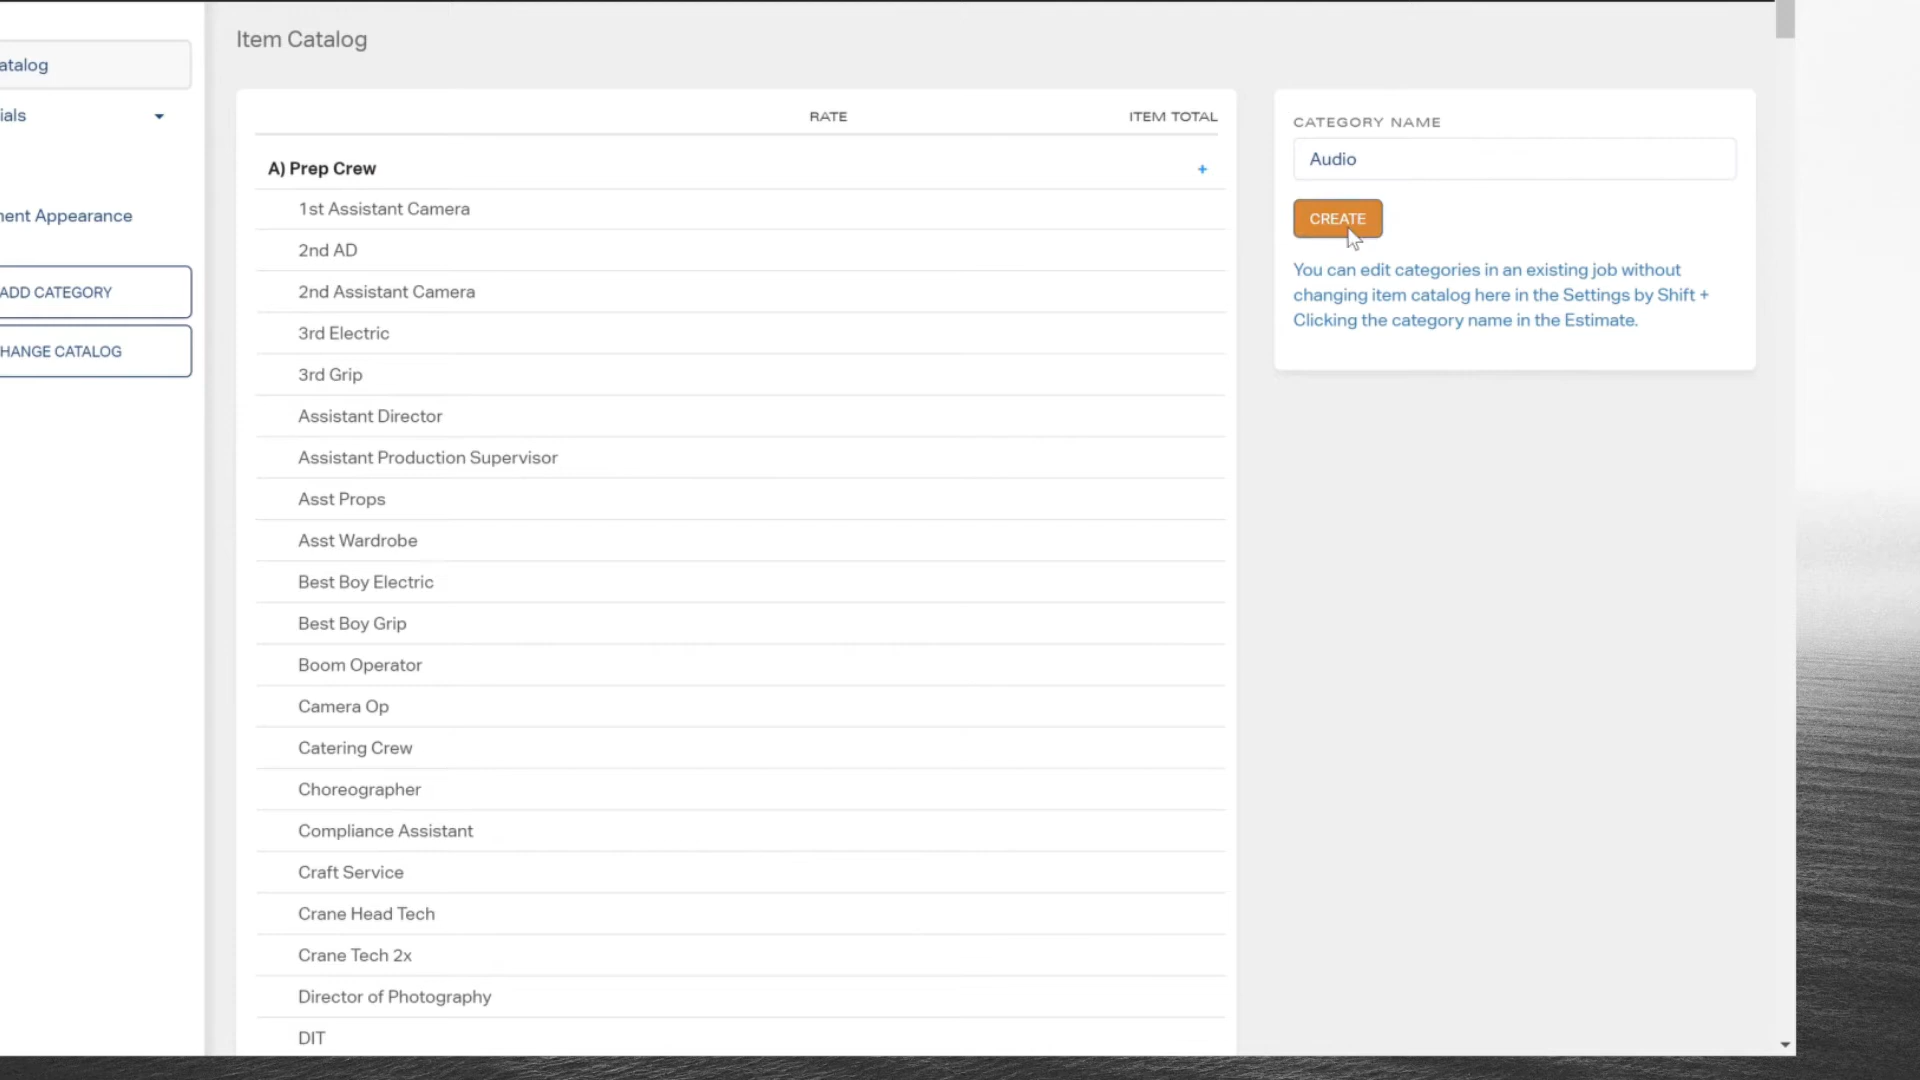 Item Catalog
atalog
ials
nent Appearance
ADD CATEGORY
HANGE CATALOG
RATE
ITEM TOTAL
A) Prep Crew
+
1st Assistant Camera
2nd AD
2nd Assistant Camera
3rd Electric
3rd Grip
Assistant Director
Assistant Production Supervisor
Asst Props
Asst Wardrobe
Best Boy Electric
Best Boy Grip
Boom Operator
Camera Op
Catering Crew
Choreographer
Compliance Assistant
Craft Service
Crane Head Tech
Crane Tech 2x
Director of Photography
DIT
CATEGORY NAME
Audio
CREATE
You can edit categories in an existing job without
changing item catalog here in the Settings by Shift +
Clicking the category name in the Estimate.